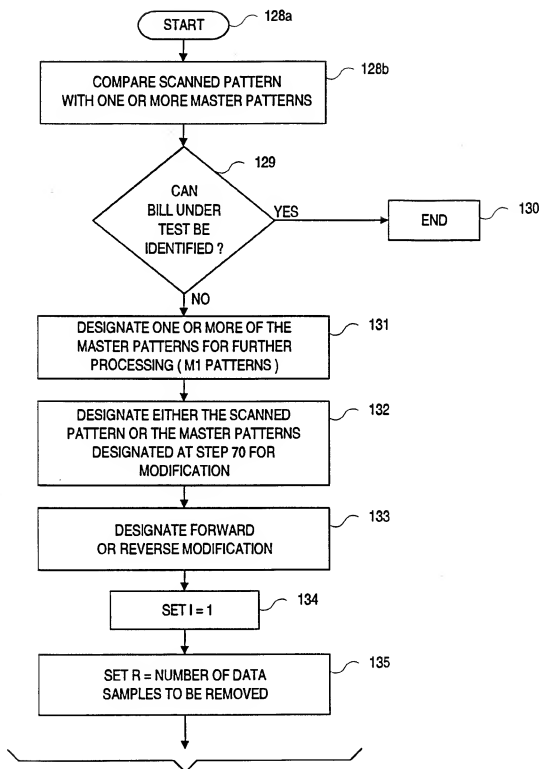 START
128a
COMPARE SCANNED PATTERN
WITH ONE OR MORE MASTER PATTERNS
128b
129
CAN
BILL UNDER
TEST BE
IDENTIFIED ?
YES
END
130
NO
DESIGNATE ONE OR MORE OF THE
MASTER PATTERNS FOR FURTHER
PROCESSING ( M1 PATTERNS )
131
DESIGNATE EITHER THE SCANNED
PATTERN OR THE MASTER PATTERNS
DESIGNATED AT STEP 70 FOR
MODIFICATION
132
DESIGNATE FORWARD
OR REVERSE MODIFICATION
133
SET I = 1
134
SET R = NUMBER OF DATA
SAMPLES TO BE REMOVED
135